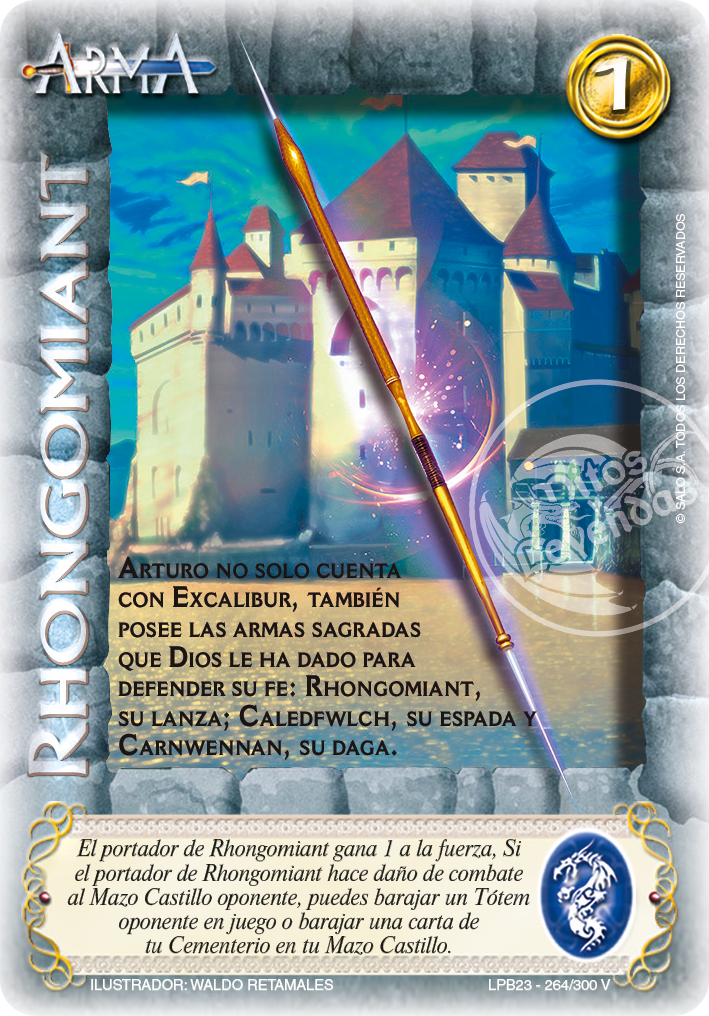 ARMA
1
RHONGOMIANT
© SALO S.A. TODOS LOS DERECHOS RESERVADOS
Mitos
Leyendas
ARTURO NO SOLO CUENTA
CON EXCALIBUR, TAMBIÉN
POSEE LAS ARMAS SAGRADAS
QUE DIOS LE HA DADO PARA
DEFENDER SU FE: RHONGOMIANT,
SU LANZA; CALEDFWLCH, SU ESPADA Y
CARNWENNAN, SU DAGA.
El portador de Rhongomiant gana 1 a la fuerza, Si
el portador de Rhongomiant hace daño de combate
al Mazo Castillo oponente, puedes barajar un Tótem
oponente en juego o barajar una carta de
tu Cementerio en tu Mazo Castillo.
ILUSTRADOR: WALDO RETAMALES
LPB23 - 264/300 V